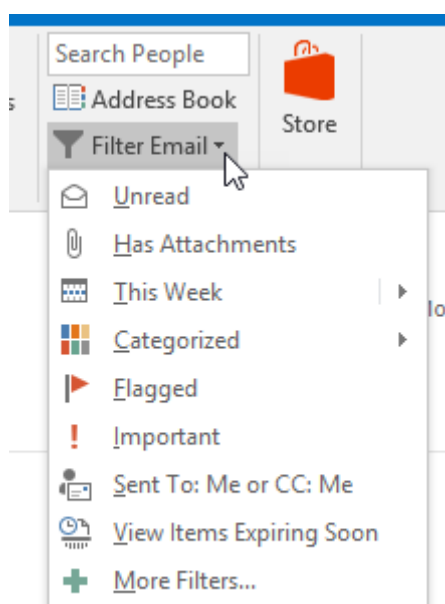 Search People
s
Address Book
Filter Email
Store
Unread
Has Attachments
This Week
lo
Categorized
Flagged
Important
Sent To: Me or CC: Me
View Items Expiring Soon
More Filters...